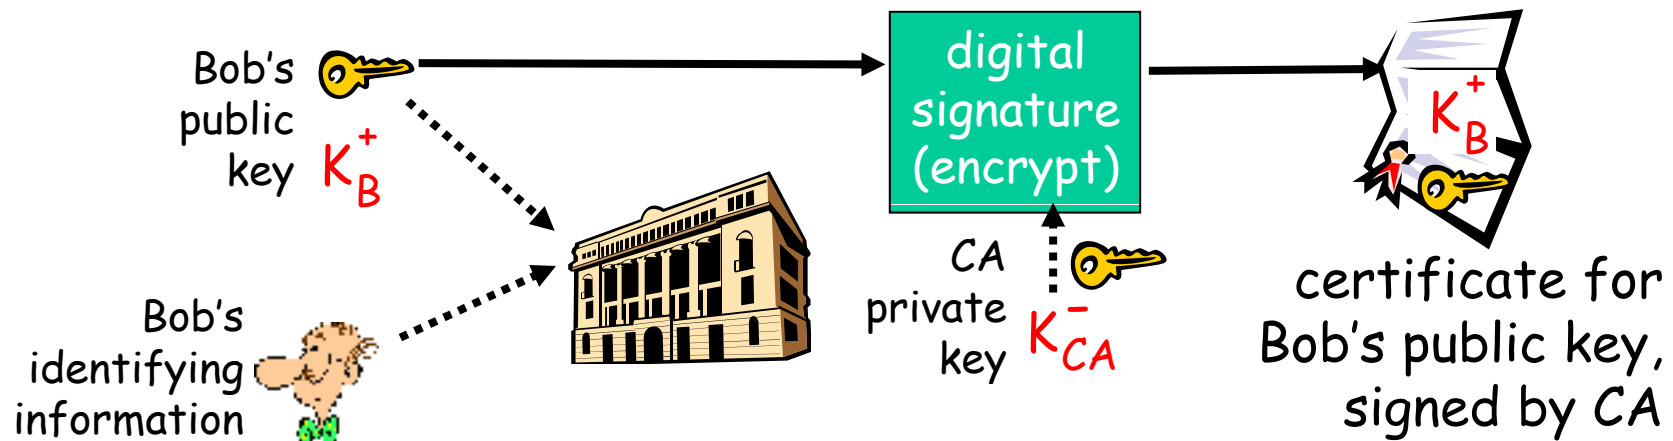 Bob's
public
key
K+B
digital
signature
(encrypt)
K+B
Bob's
identifying
information
CA
private
key
K-CA
certificate for
Bob's public key,
signed by CA